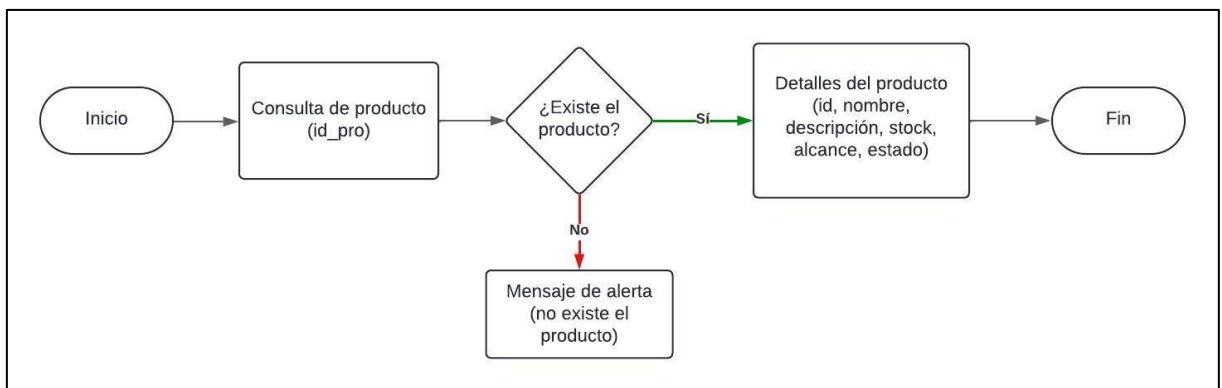 Inicio
Consulta de producto
(id_pro)
¿Existe el
producto?
Sí
Detalles del producto
(id, nombre,
descripción, stock,
alcance, estado)
Fin
No
Mensaje de alerta
(no existe el
producto)